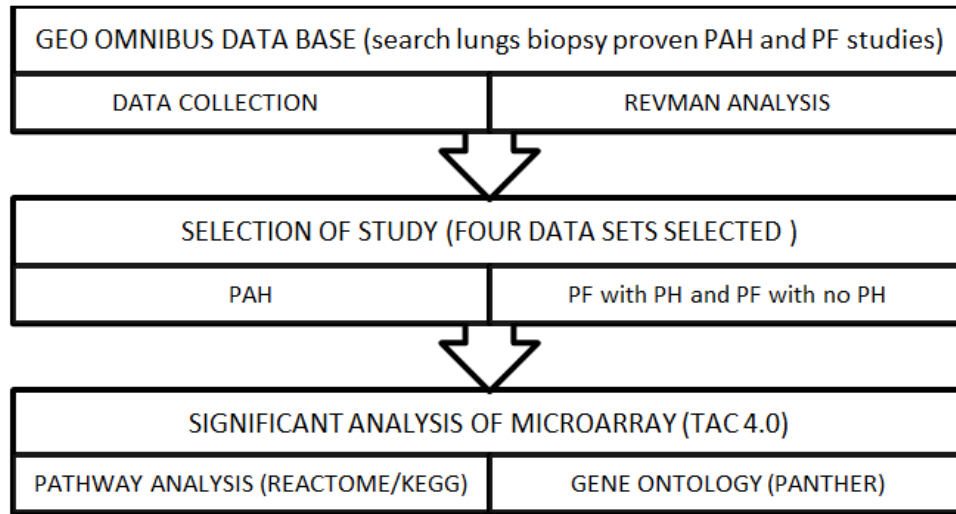 GEO OMNIBUS DATA BASE (search lungs biopsy proven PAH and PF studies)
DATA COLLECTION
REVMAN ANALYSIS
SELECTION OF STUDY (FOUR DATA SETS SELECTED )
PAH
PF with PH and PF with no PH
SIGNIFICANT ANALYSIS OF MICROARRAY (TAC 4.0)
PATHWAY ANALYSIS (REACTOME/KEGG)
GENE ONTOLOGY (PANTHER)